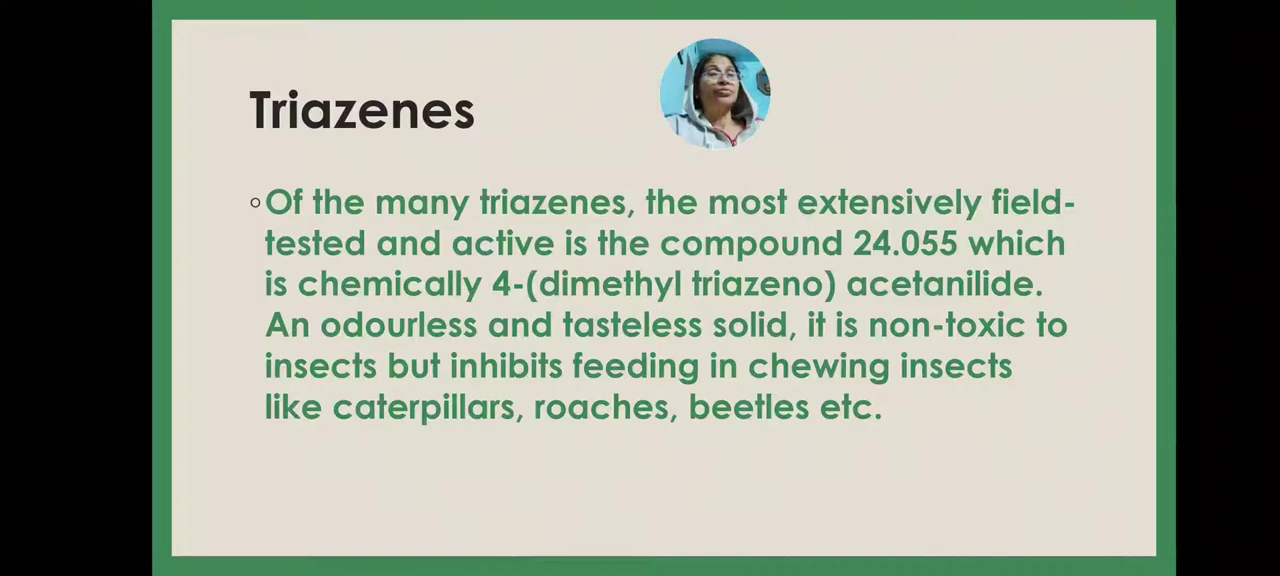 Triazenes
Of the many triazenes, the most extensively field-
tested and active is the compound 24.055 which
is chemically 4-(dimethyl triazeno) acetanilide.
An odourless and tasteless solid, it is non-toxic to
insects but inhibits feeding in chewing insects
like caterpillars, roaches, beetles etc.